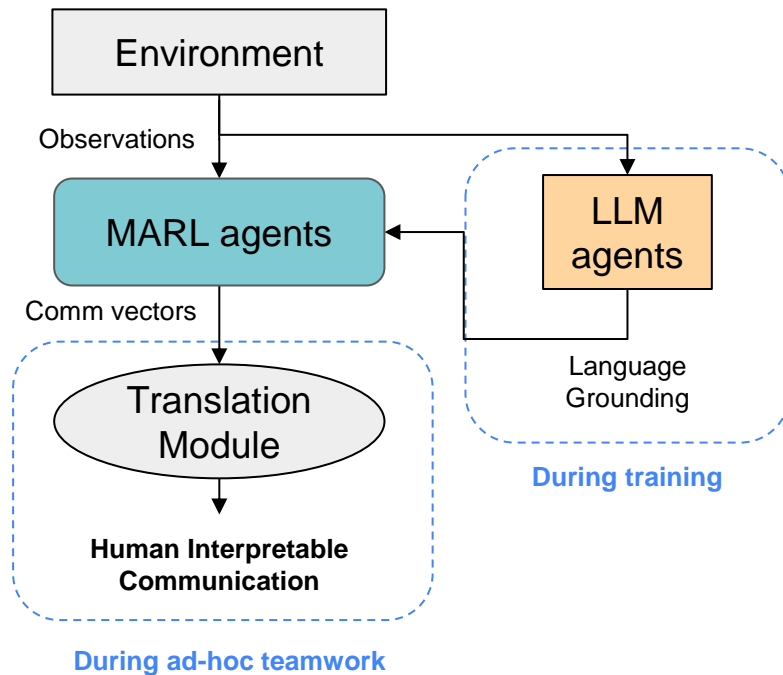 Environment
Observations
MARL agents
LLM
agents
Comm vectors
Language
Grounding
Translation
Module
During training
Human Interpretable
Communication
During ad-hoc teamwork